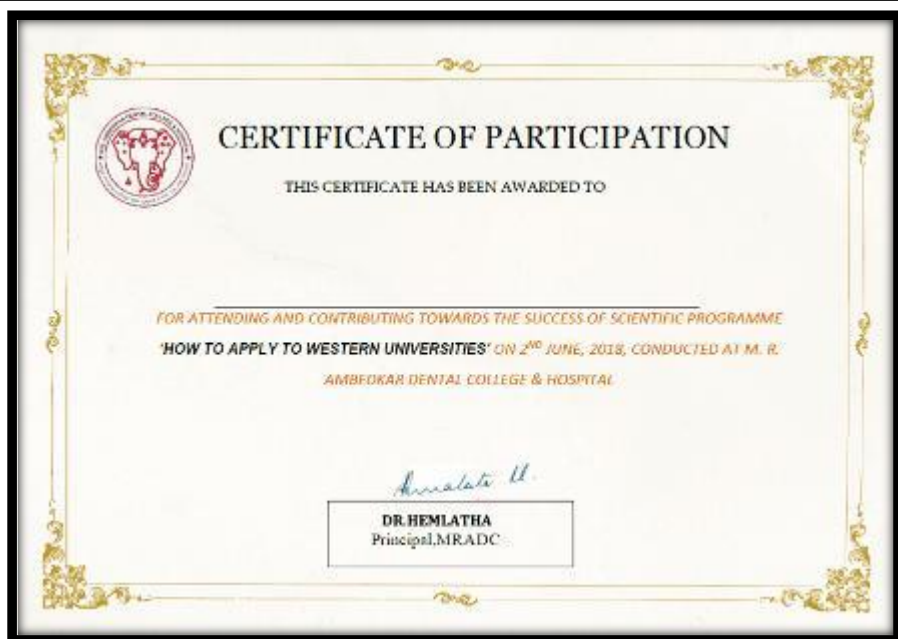 CERTIFICATE OF PARTICIPATION
THIS CERTIFICATE HAS BEEN AWARDED TO
FOR ATTENDING AND CONTRIBUTING TOWARDS THE SUCCESS OF SCIENTIFIC PROGRAMME
'HOW TO APPLY TO WESTERN UNIVERSITIES' ON 2ND JUNE, 2018, CONDUCTED AT M. R.
AMBEDKAR DENTAL COLLEGE & HOSPITAL
DR.HEMLATHA
Principal,MRADC